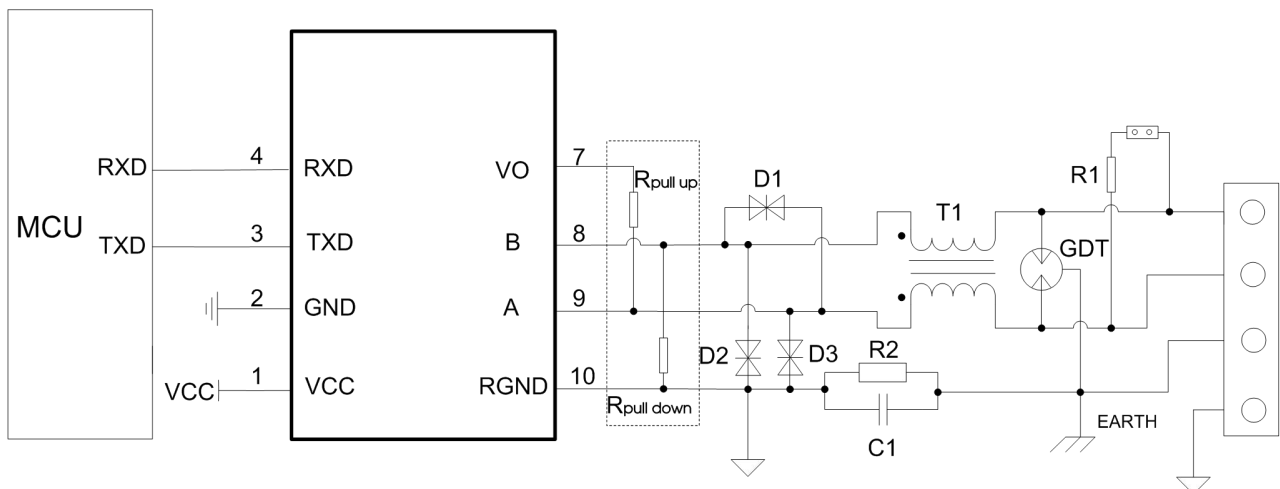 MCU
RXD
TXD
4
3
2
1
VCC
RXD
TXD
GND
VCC
VO
B
A
RGND
7
8
9
10
Rpull up
Rpull down
D1
D2
D3
T1
R2
C1
GDT
R1
EARTH